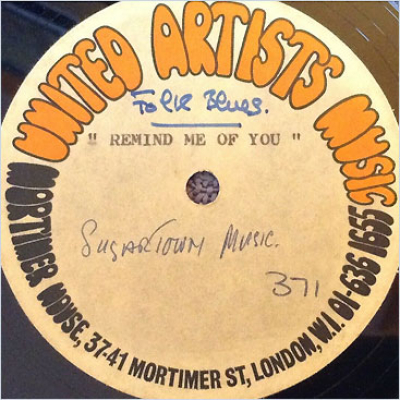 UNITED ARTISTS MUSIC
Folk Blues.
" REMIND ME OF YOU "
SUGARTOWN MUSIC.
371
MORTIMER HOUSE, 37-41 MORTIMER ST, LONDON, W.1. 01-636 1655